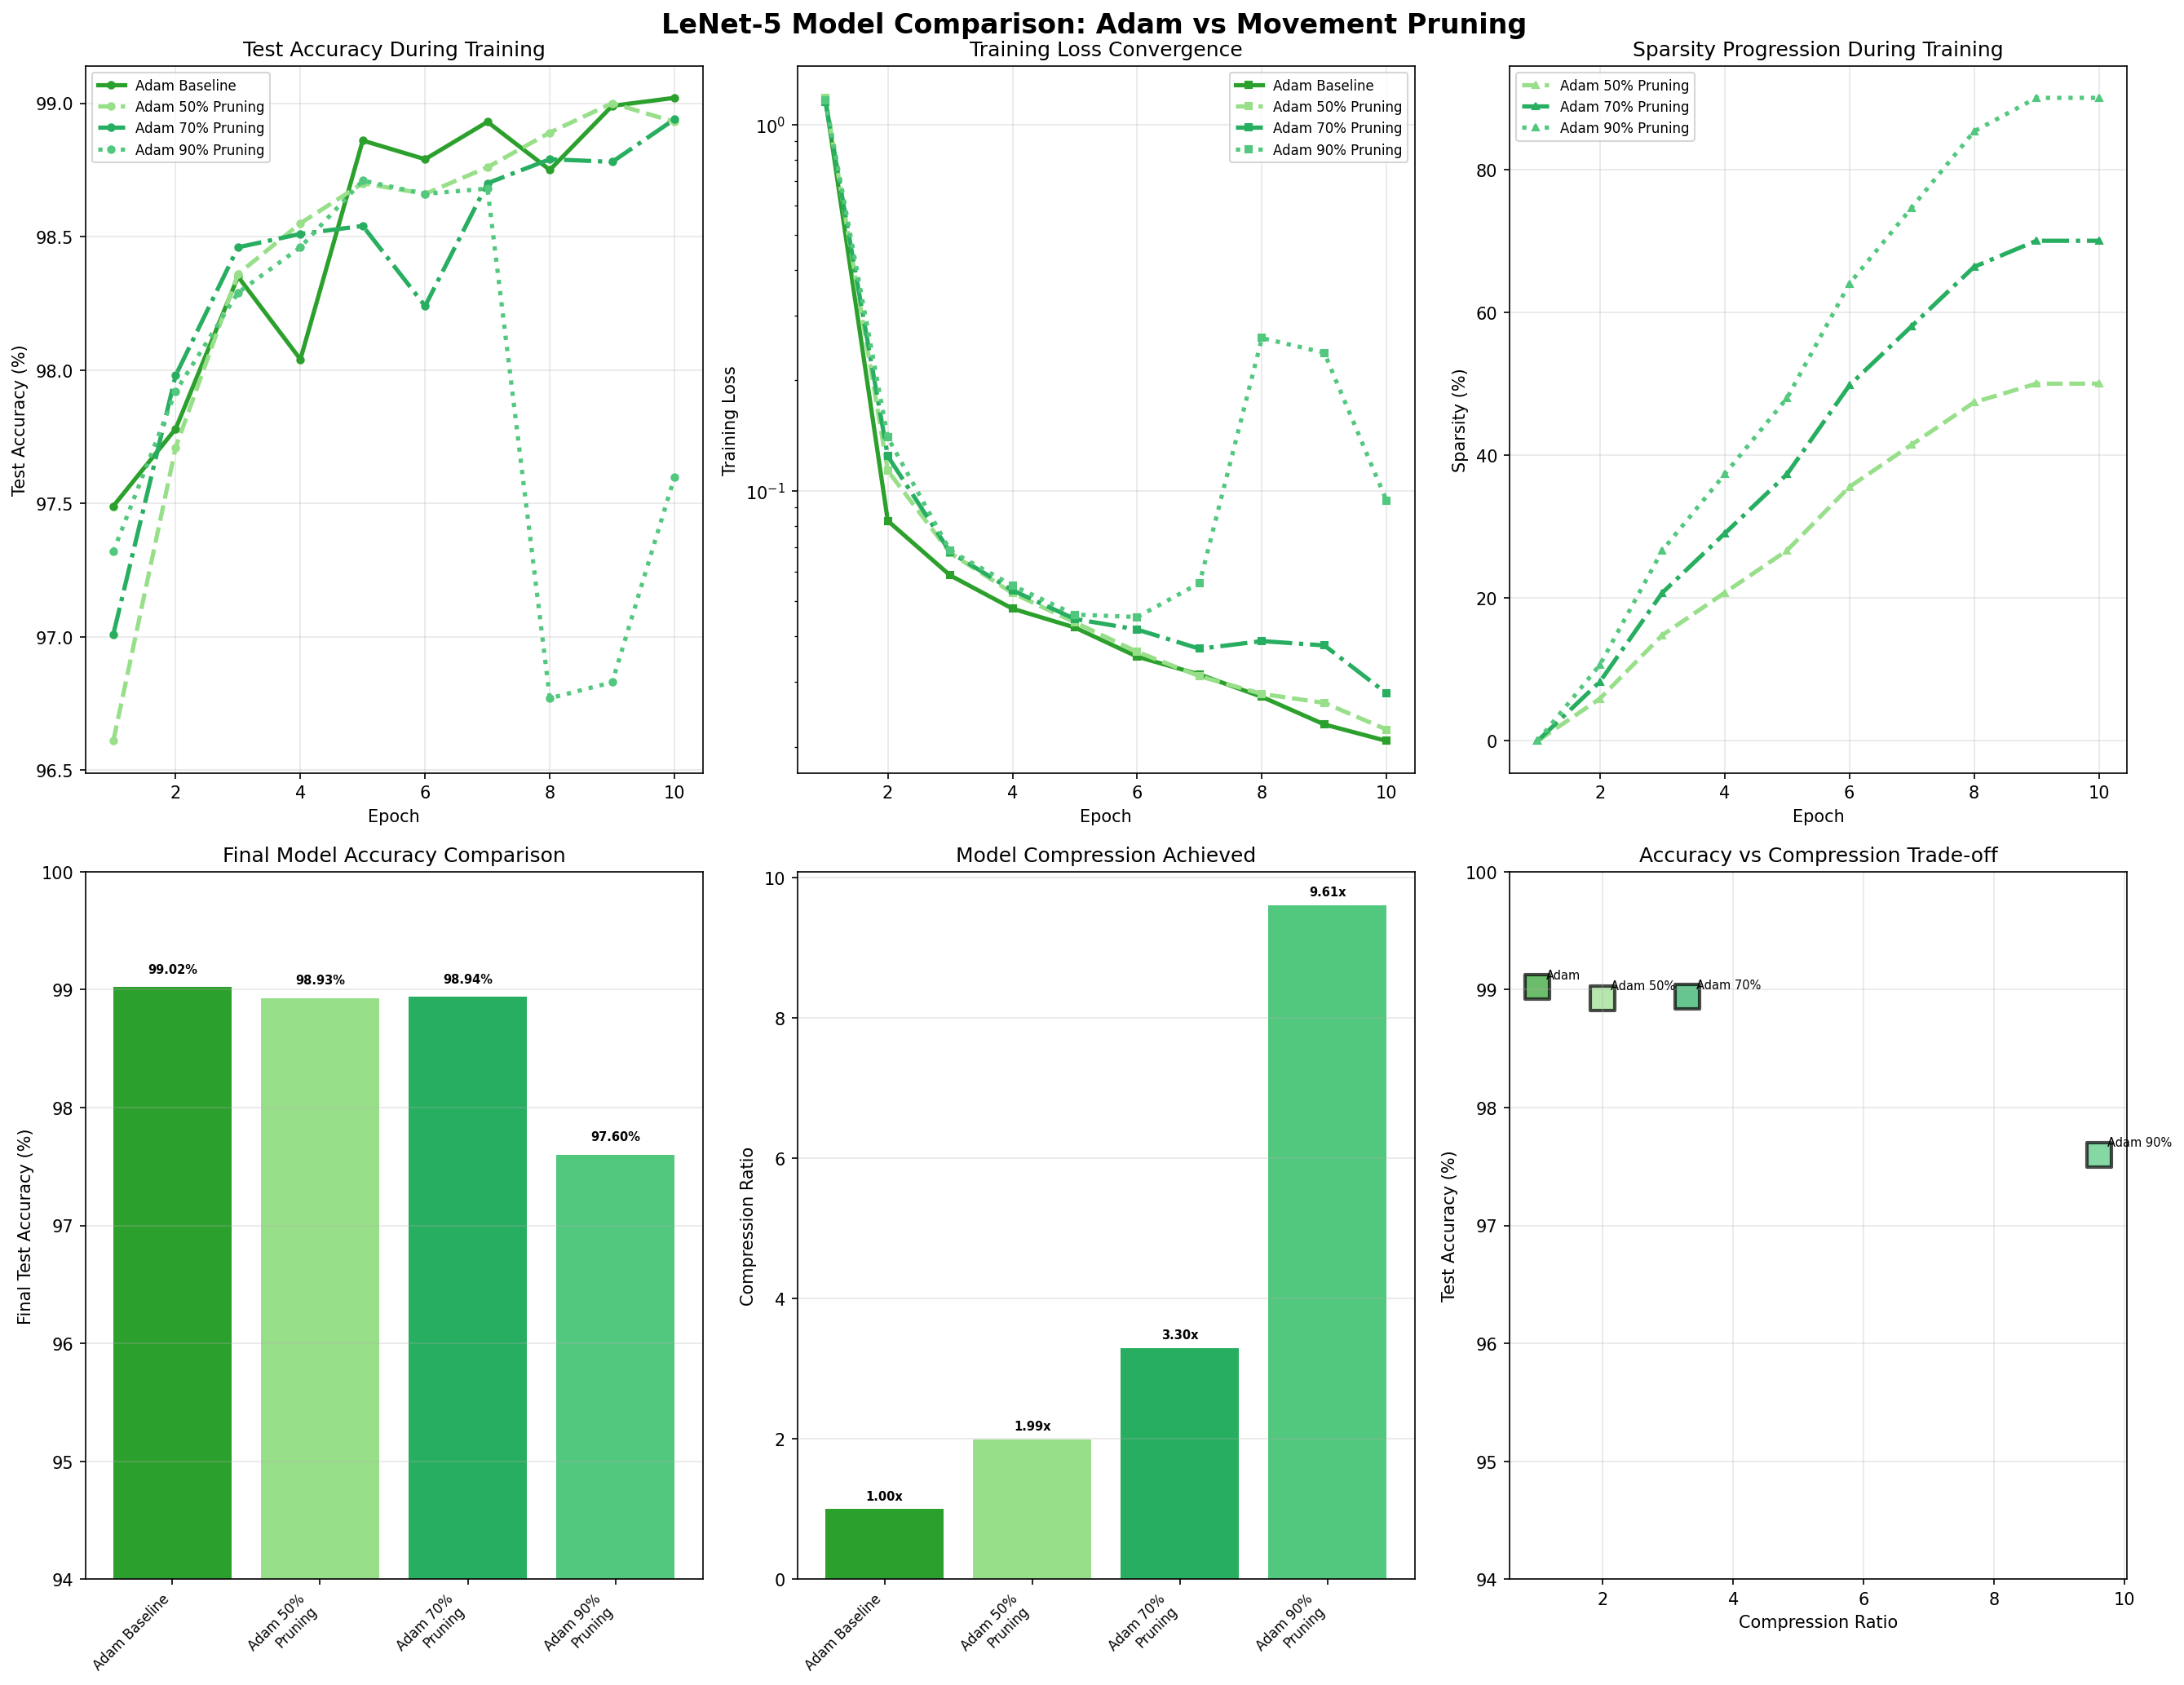 LeNet-5 Model Comparison: Adam vs Movement Pruning
Test Accuracy During Training
Adam Baseline
Adam 50% Pruning
Adam 70% Pruning
Adam 90% Pruning
99.0
98.5
98.0
97.5
97.0
96.5
Test Accuracy (%)
2 4 6 8 10
Epoch
Training Loss Convergence
Adam Baseline
Adam 50% Pruning
Adam 70% Pruning
Adam 90% Pruning
10⁰
10⁻¹
Training Loss
2 4 6 8 10
Epoch
Sparsity Progression During Training
Adam 50% Pruning
Adam 70% Pruning
Adam 90% Pruning
80
60
40
20
0
Sparsity (%)
2 4 6 8 10
Epoch
Final Model Accuracy Comparison
100
99
98
97
96
95
94
Final Test Accuracy (%)
99.02%
98.93%
98.94%
97.60%
Adam Baseline
Adam 50%
Pruning
Adam 70%
Pruning
Adam 90%
Pruning
Model Compression Achieved
10
8
6
4
2
0
Compression Ratio
1.00x
1.99x
3.30x
9.61x
Adam Baseline
Adam 50%
Pruning
Adam 70%
Pruning
Adam 90%
Pruning
Accuracy vs Compression Trade-off
100
99
98
97
96
95
94
Test Accuracy (%)
Adam
Adam 50%
Adam 70%
Adam 90%
2 4 6 8 10
Compression Ratio